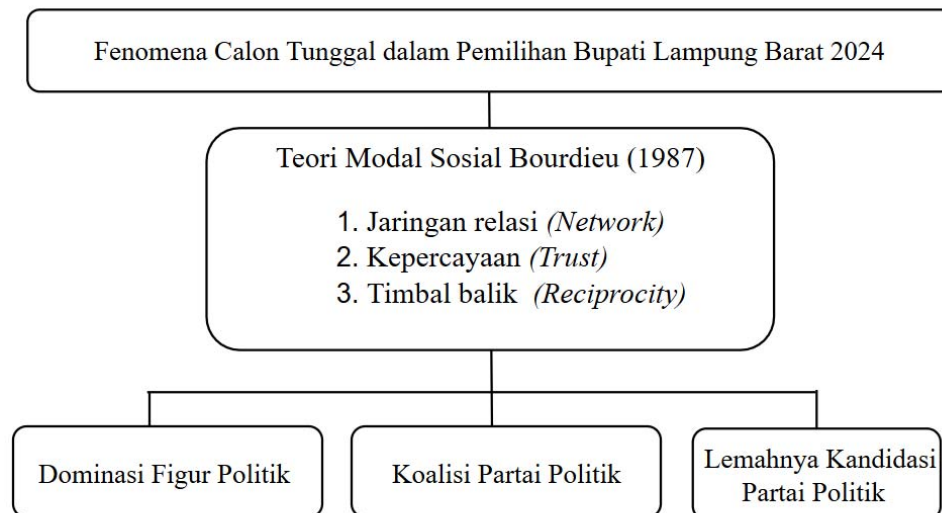 Fenomena Calon Tunggal dalam Pemilihan Bupati Lampung Barat 2024
Teori Modal Sosial Bourdieu (1987)
1. Jaringan relasi (Network)
2. Kepercayaan (Trust)
3. Timbal balik (Reciprocity)
Dominasi Figur Politik
Koalisi Partai Politik
Lemahnya Kandidasi
Partai Politik